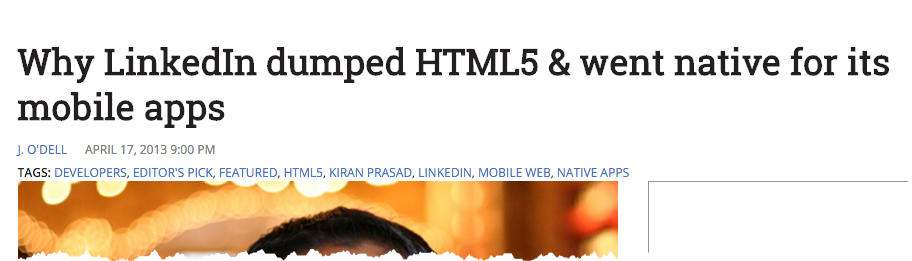 Why LinkedIn dumped HTML5 & went native for its
mobile apps
J. O'DELL APRIL 17, 2013 9:00 PM
TAGS: DEVELOPERS, EDITOR'S PICK, FEATURED, HTML5, KIRAN PRASAD, LINKEDIN, MOBILE WEB, NATIVE APPS